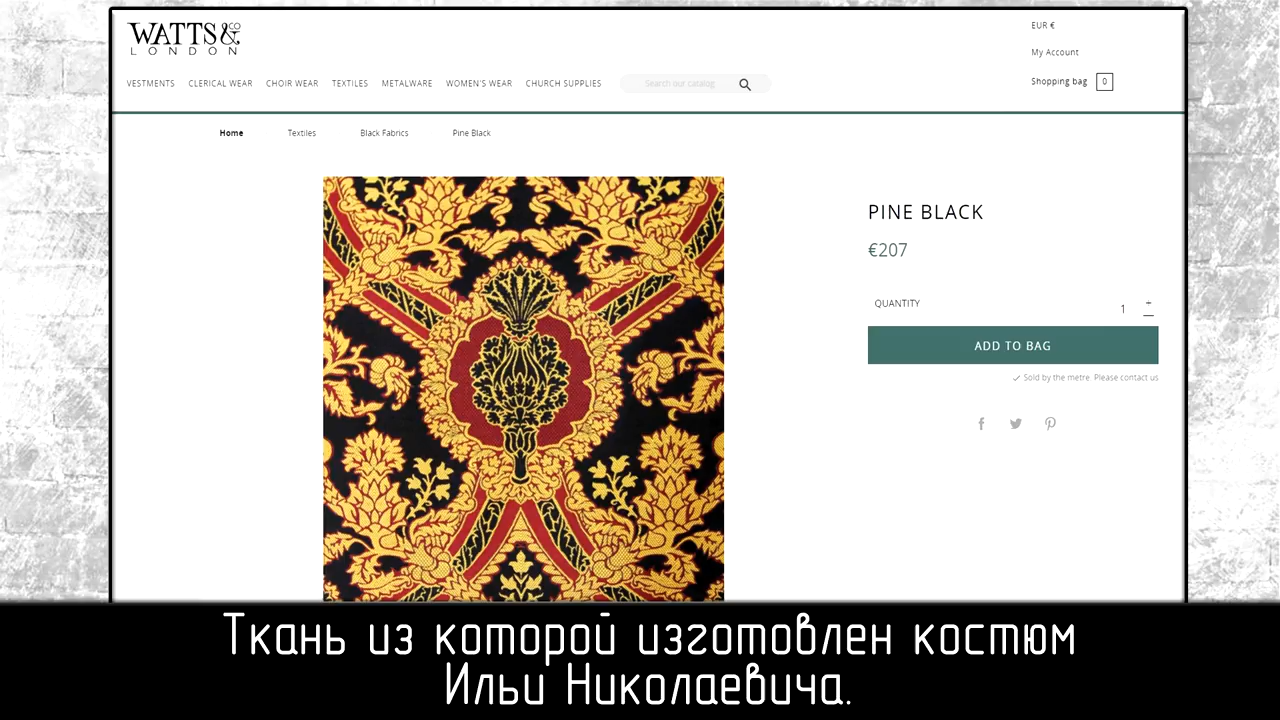 WATTS & CO
LONDON
EUR €
My Account
Shopping bag 0
VESTMENTS CLERICAL WEAR CHOIR WEAR TEXTILES METALWARE WOMEN'S WEAR CHURCH SUPPLIES
Search our catalog
Home Textiles Black Fabrics Pine Black
PINE BLACK
€207
QUANTITY 1 +
ADD TO BAG
Sold by the metre Please contact us
Ткань из которой изготовлен костюм
Ильи Николаевича.